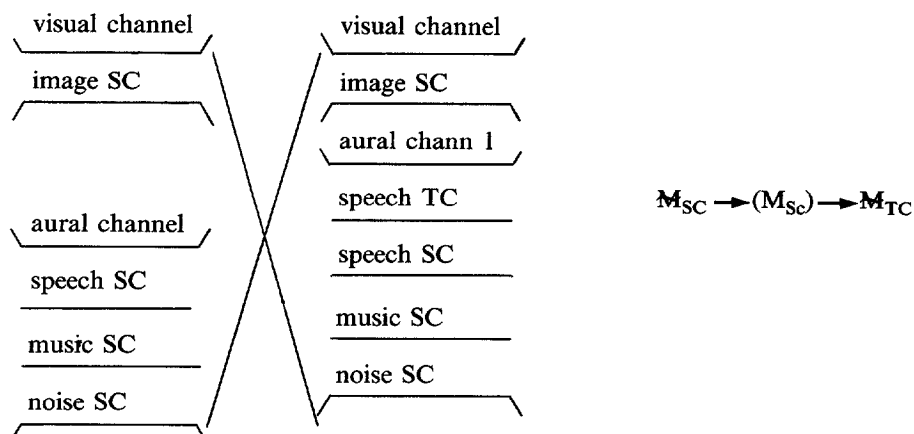 visual channel
image SC
aural channel
speech SC
music SC
noise SC
visual channel
image SC
aural chann l
speech TC
speech SC
music SC
noise SC
M_SC → (M_Sc) → M_TC